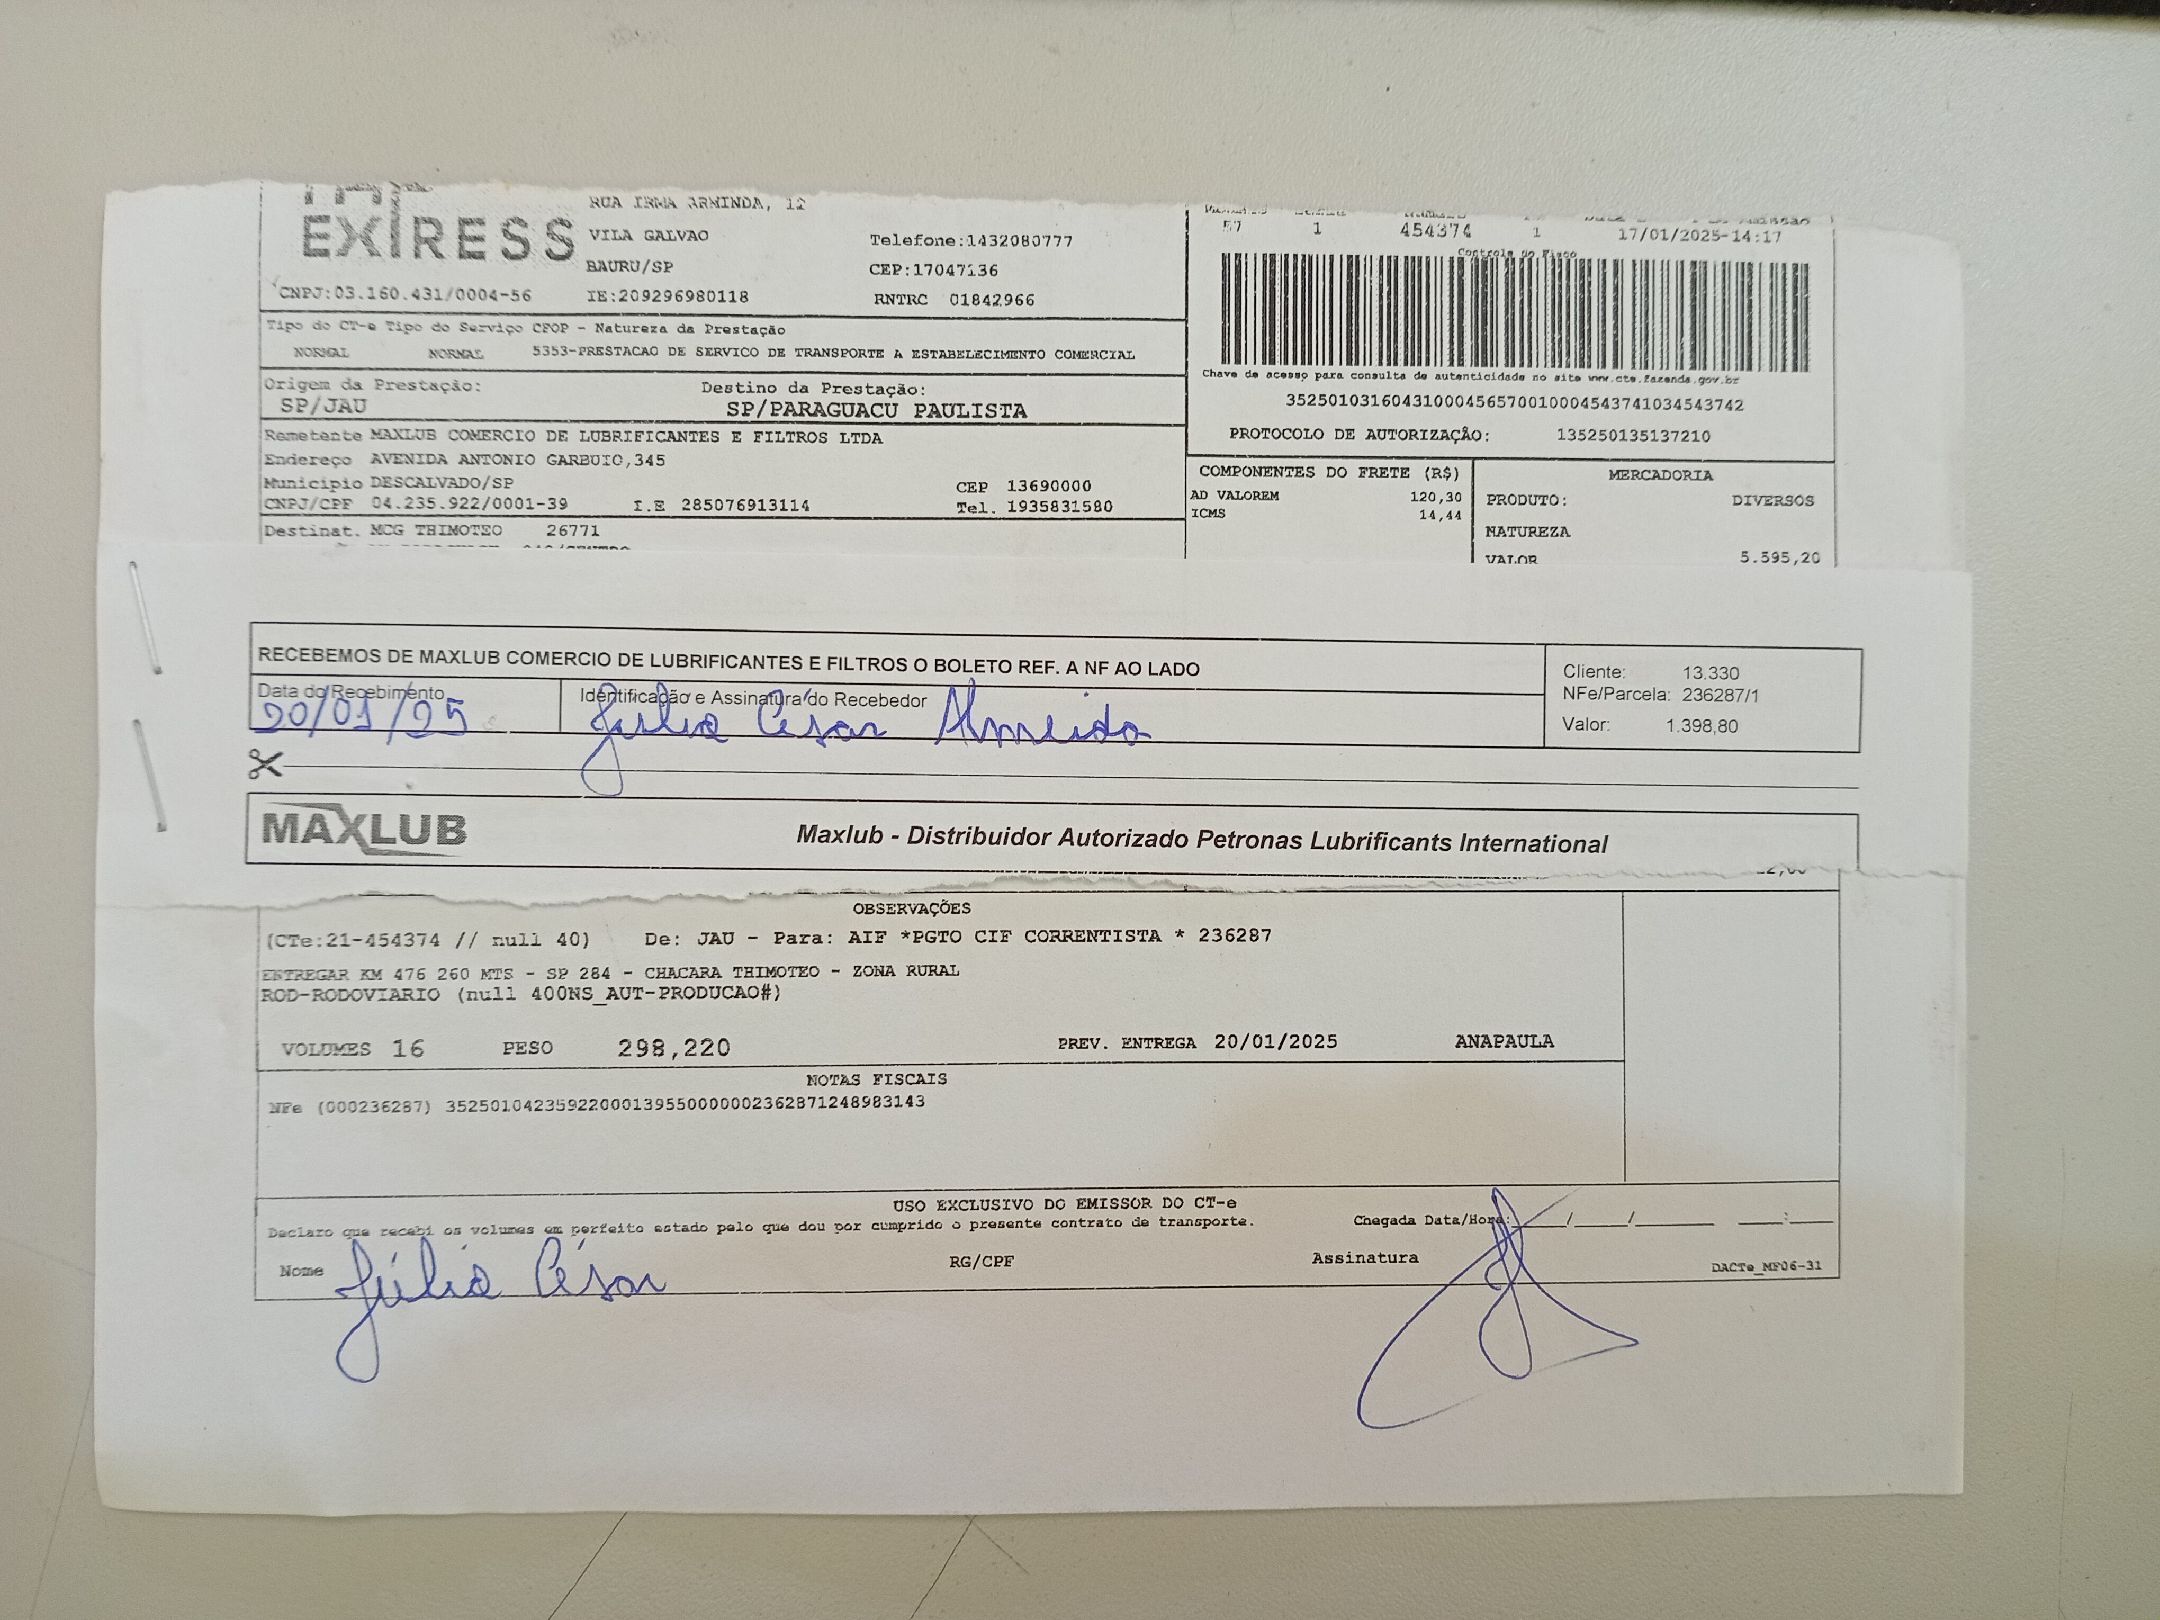 EXPRESS
RUA IRMA ARMINDA, 12
VILA GALVAO
Telefone:1432080777
BAURU/SP
CEP:17047136
CNPJ:03.160.431/0004-56
IE:209296980118
RNTRC 01842966
57 1 454374 1 17/01/2025-14:17
Controle do Fisco
Tipo do CT-e Tipo do Serviço CFOP - Natureza da Prestação
NORMAL NORMAL 5353-PRESTACAO DE SERVICO DE TRANSPORTE A ESTABELECIMENTO COMERCIAL
Chave de acesso para consulta de autenticidade no site www.cte.fazenda.gov.br
35250103160431000456570010004543741034543742
Origem da Prestação: Destino da Prestação:
SP/JAU SP/PARAGUACU PAULISTA
PROTOCOLO DE AUTORIZAÇÃO: 135250135137210
Remetente MAXLUB COMERCIO DE LUBRIFICANTES E FILTROS LTDA
Endereço AVENIDA ANTONIO GARBUIO,345
Municipio DESCALVADO/SP CEP 13690000
CNPJ/CPF 04.235.922/0001-39 I.E 285076913114 Tel. 1935831580
Destinat. MCG THIMOTEO 26771
COMPONENTES DO FRETE (R$)
AD VALOREM 120,30
ICMS 14,44
MERCADORIA
PRODUTO: DIVERSOS
NATUREZA
VALOR 5.595,20
RECEBEMOS DE MAXLUB COMERCIO DE LUBRIFICANTES E FILTROS O BOLETO REF. A NF AO LADO
Data do Recebimento Identificação e Assinatura do Recebedor
20/01/25 Júlio César Almeida
Cliente: 13.330
NFe/Parcela: 236287/1
Valor: 1.398,80
MAXLUB Maxlub - Distribuidor Autorizado Petronas Lubrificants International
OBSERVAÇÕES
(CTe:21-454374 // null 40) De: JAU - Para: AIF *PGTO CIF CORRENTISTA * 236287
ENTREGAR KM 476 260 MTS - SP 284 - CHACARA THIMOTEO - ZONA RURAL
ROD-RODOVIARIO (null 400NS_AUT-PRODUCAO#)
VOLUMES 16 PESO 298,220 PREV. ENTREGA 20/01/2025 ANAPAULA
NOTAS FISCAIS
NFe (000236287) 35250104235922000139550000002362871248983143
USO EXCLUSIVO DO EMISSOR DO CT-e
Declaro que recebi os volumes em perfeito estado pelo que dou por cumprido o presente contrato de transporte. Chegada Data/Hora: ____/____/______ ___:___
Nome Júlio César RG/CPF Assinatura DACTe_MF06-31